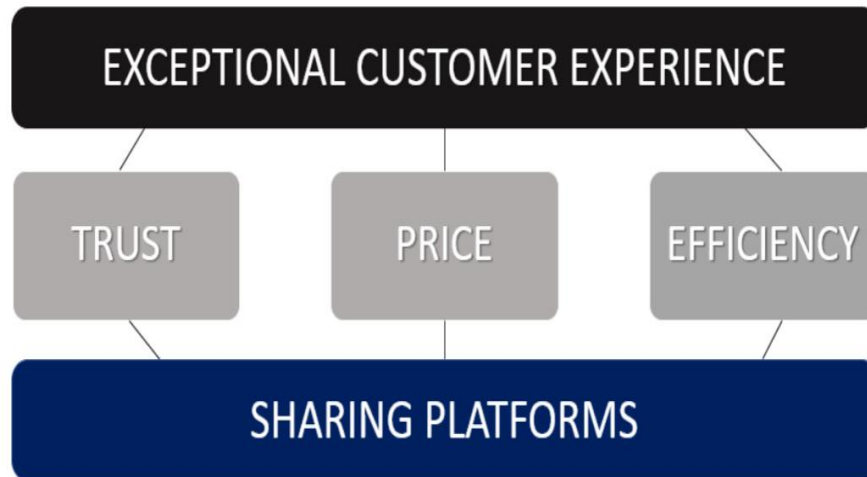 EXCEPTIONAL CUSTOMER EXPERIENCE
TRUST
PRICE
EFFICIENCY
SHARING PLATFORMS